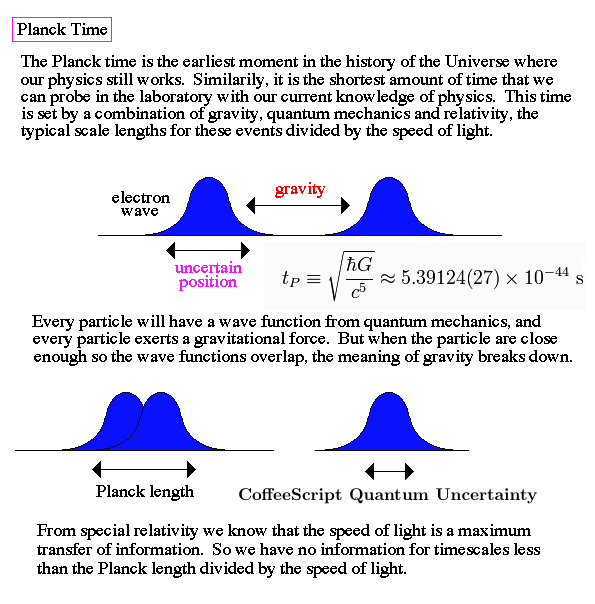 Planck Time
The Planck time is the earliest moment in the history of the Universe where
our physics still works. Similarily, it is the shortest amount of time that we
can probe in the laboratory with our current knowledge of physics. This time
is set by a combination of gravity, quantum mechanics and relativity, the
typical scale lengths for these events divided by the speed of light.
electron
wave
gravity
uncertain
position
t_P ≡ √(ħG/c⁵) ≈ 5.39124(27) × 10⁻⁴⁴ s
Every particle will have a wave function from quantum mechanics, and
every particle exerts a gravitational force. But when the particle are close
enough so the wave functions overlap, the meaning of gravity breaks down.
Planck length
CoffeeScript Quantum Uncertainty
From special relativity we know that the speed of light is a maximum
transfer of information. So we have no information for timescales less
than the Planck length divided by the speed of light.